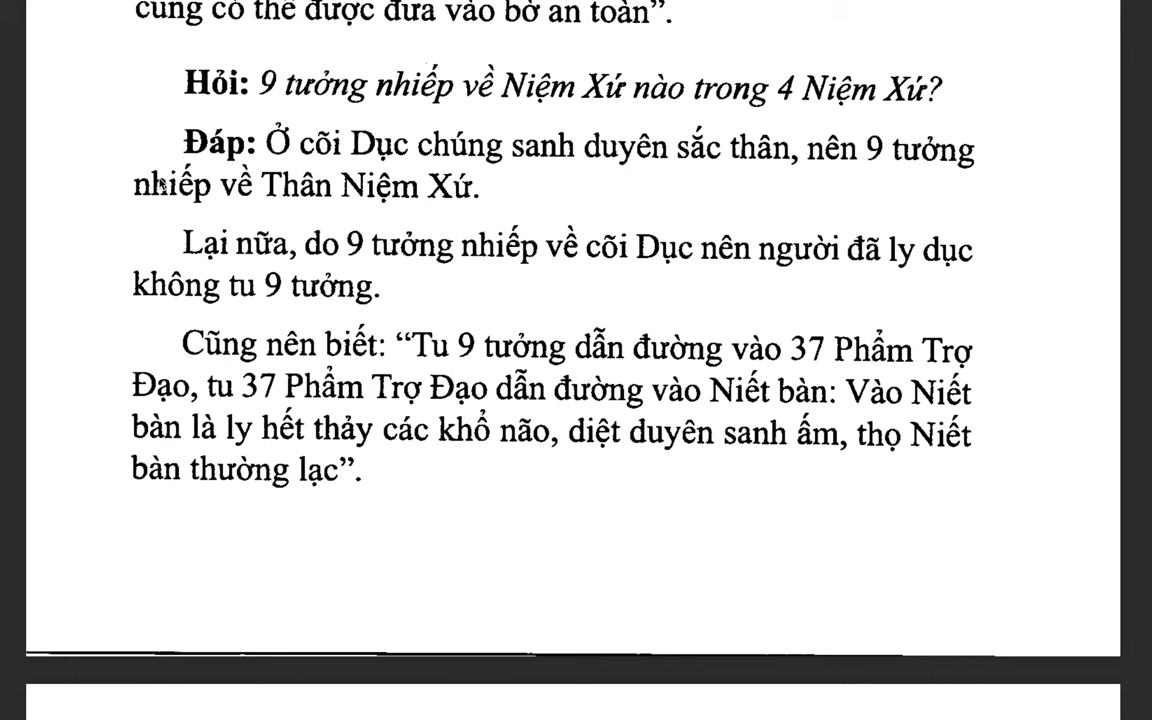 cũng có thể được đưa vào bờ an toàn”.
Hỏi: 9 tưởng nhiếp về Niệm Xứ nào trong 4 Niệm Xứ?
Đáp: Ở cõi Dục chúng sanh duyên sắc thân, nên 9 tưởng
nhiếp về Thân Niệm Xứ.
Lại nữa, do 9 tưởng nhiếp về cõi Dục nên người đã ly dục
không tu 9 tưởng.
Cũng nên biết: “Tu 9 tưởng dẫn đường vào 37 Phẩm Trợ
Đạo, tu 37 Phẩm Trợ Đạo dẫn đường vào Niết bàn: Vào Niết
bàn là ly hết thảy các khổ não, diệt duyên sanh ấm, thọ Niết
bàn thường lạc”.